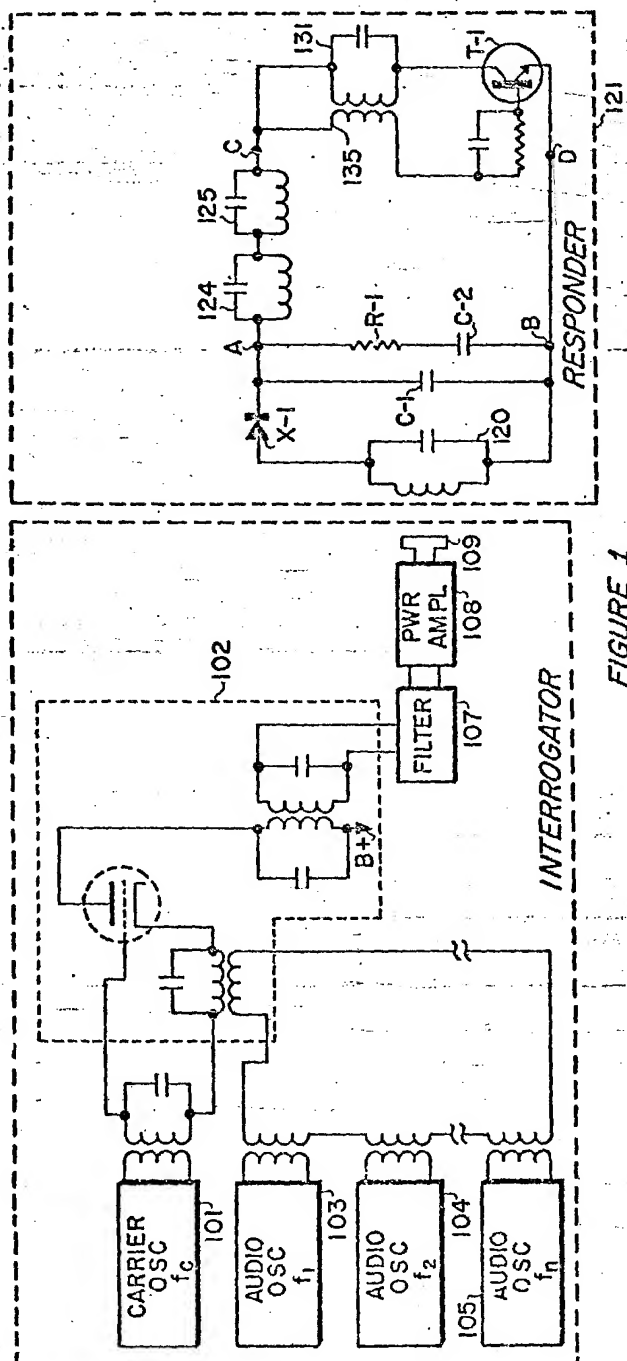 CARRIER
OSC
fc
101
AUDIO
OSC
f1
103
AUDIO
OSC
f2
104
AUDIO
OSC
fn
105
102
B+
FILTER
107
PWR
AMPL
108
109
INTERROGATOR
120
X-1
C-1
A
R-1
C-2
B
124
125
C
131
135
T-1
D
RESPONDER
121
FIGURE 1